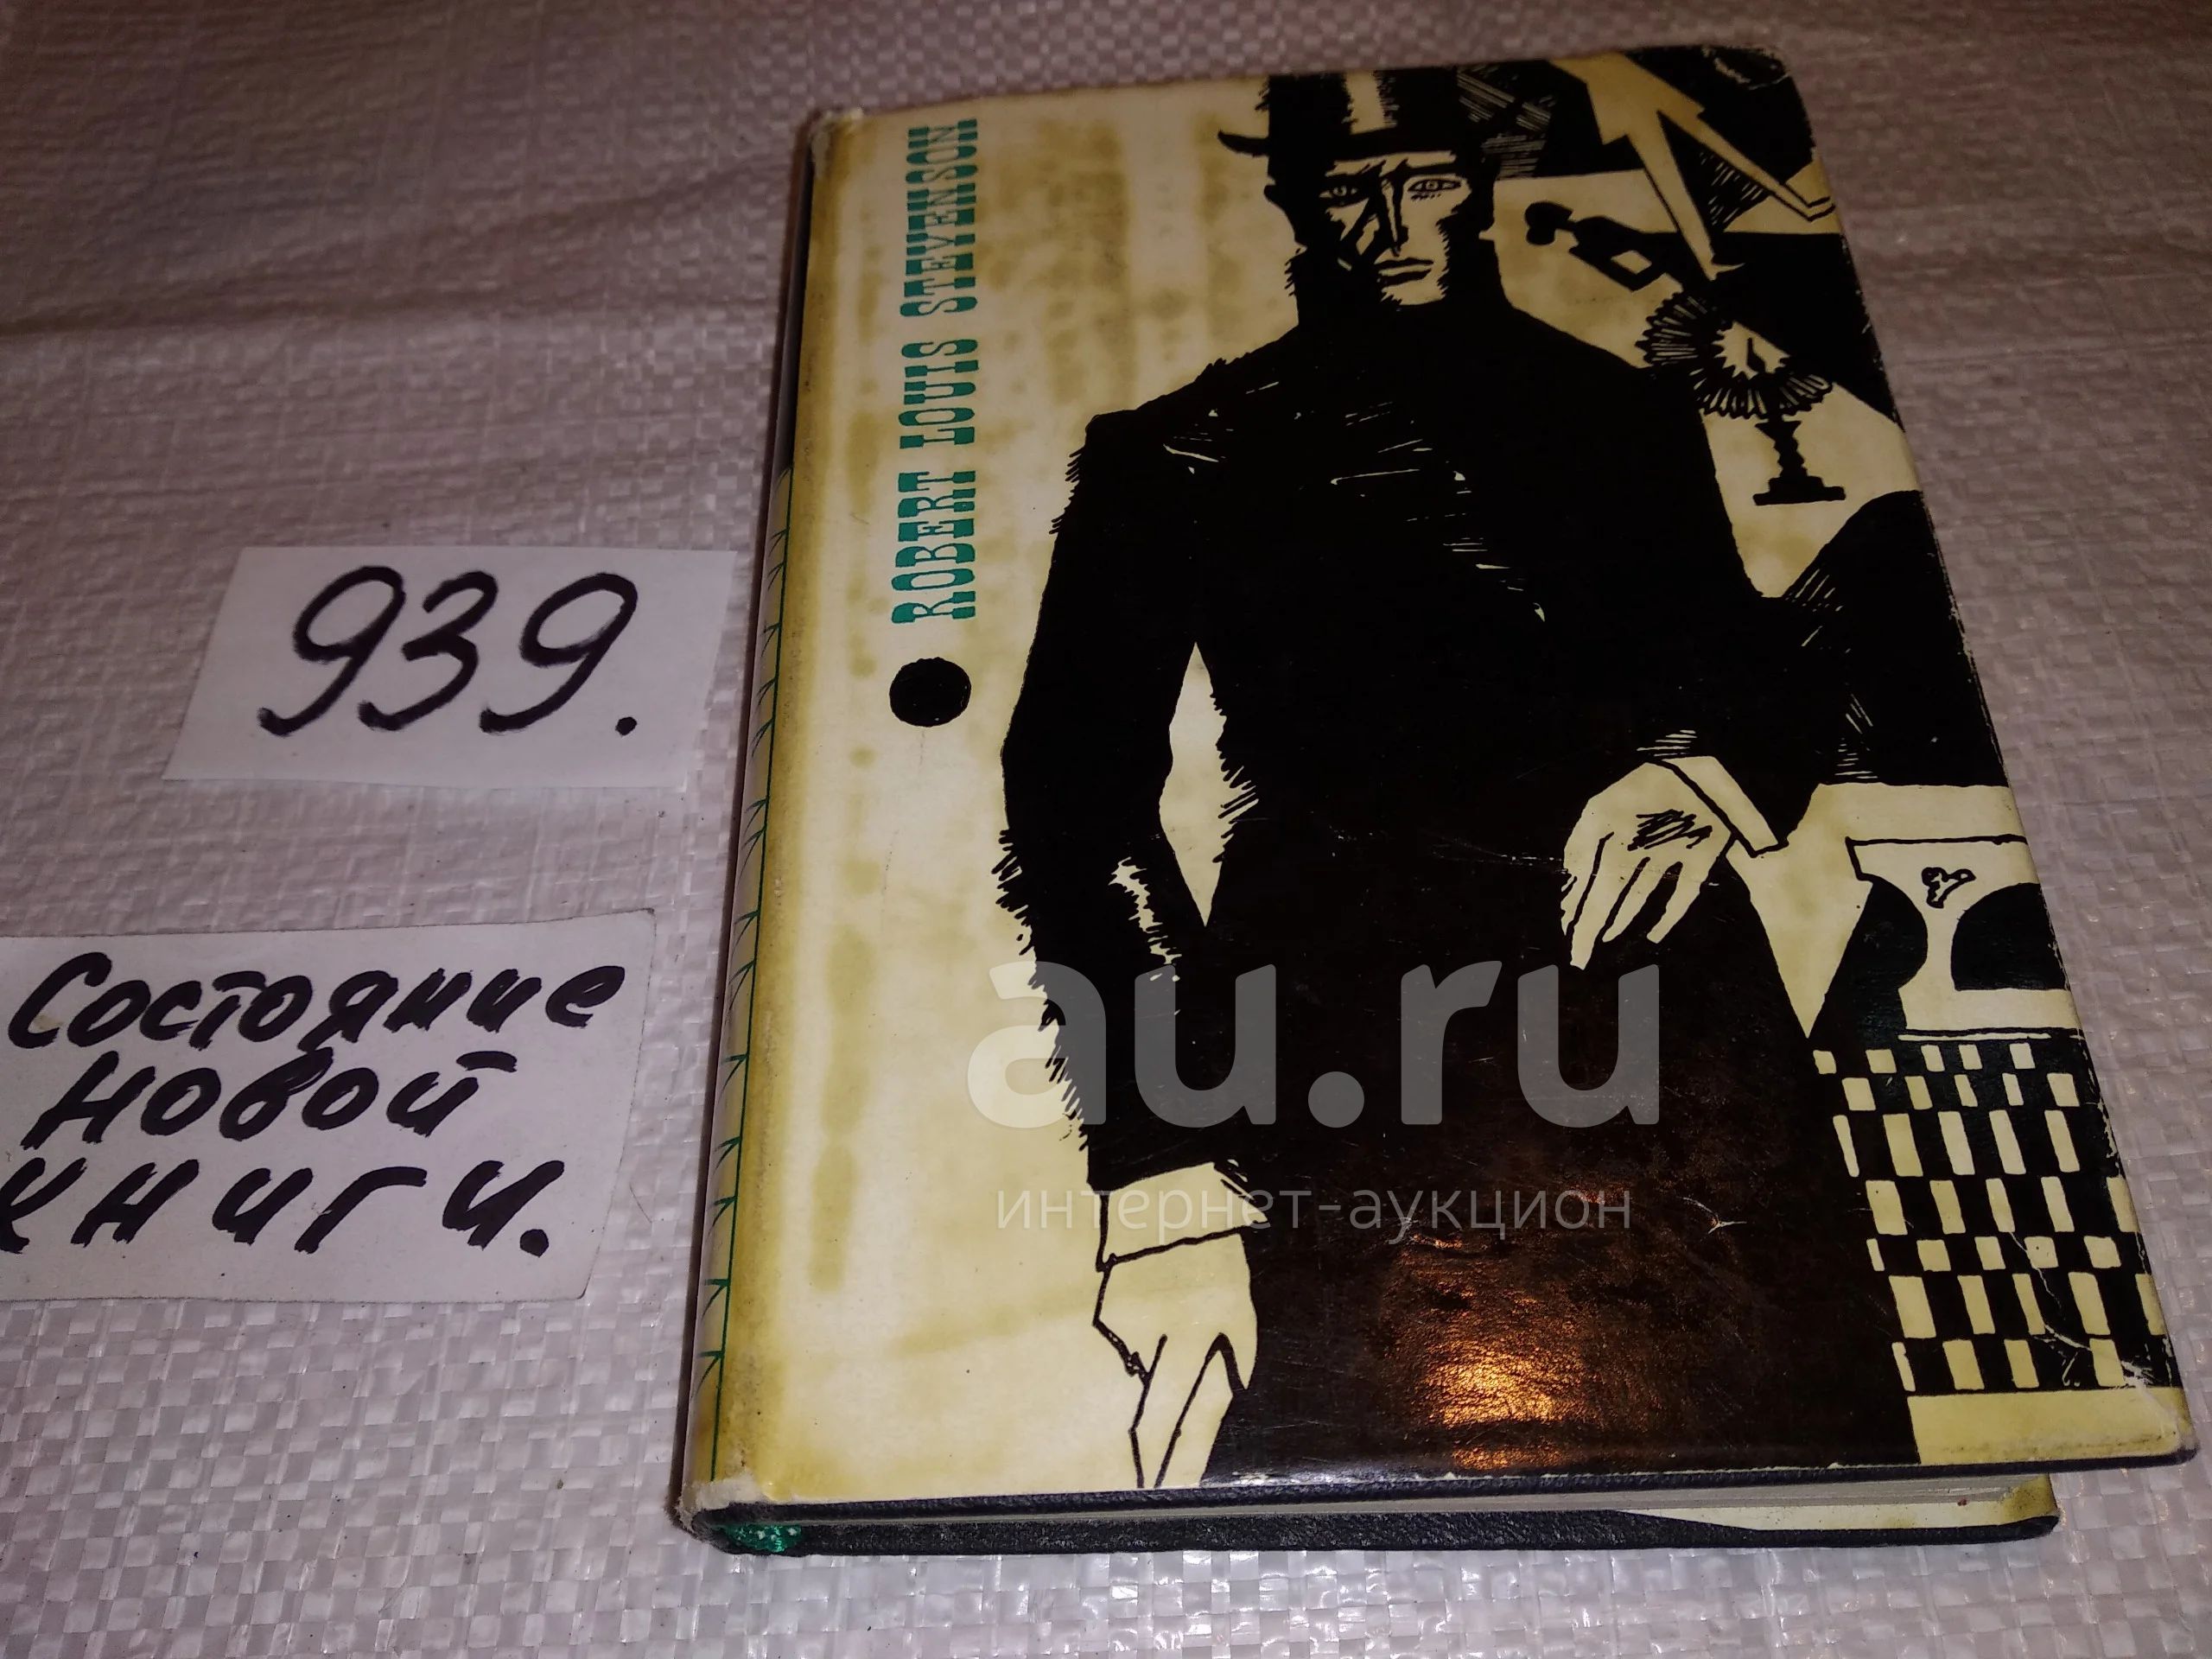 ROBERT LOUIS STEVENSON
939.
Состояние
новой
книги.
au.ru
интернет-аукцион